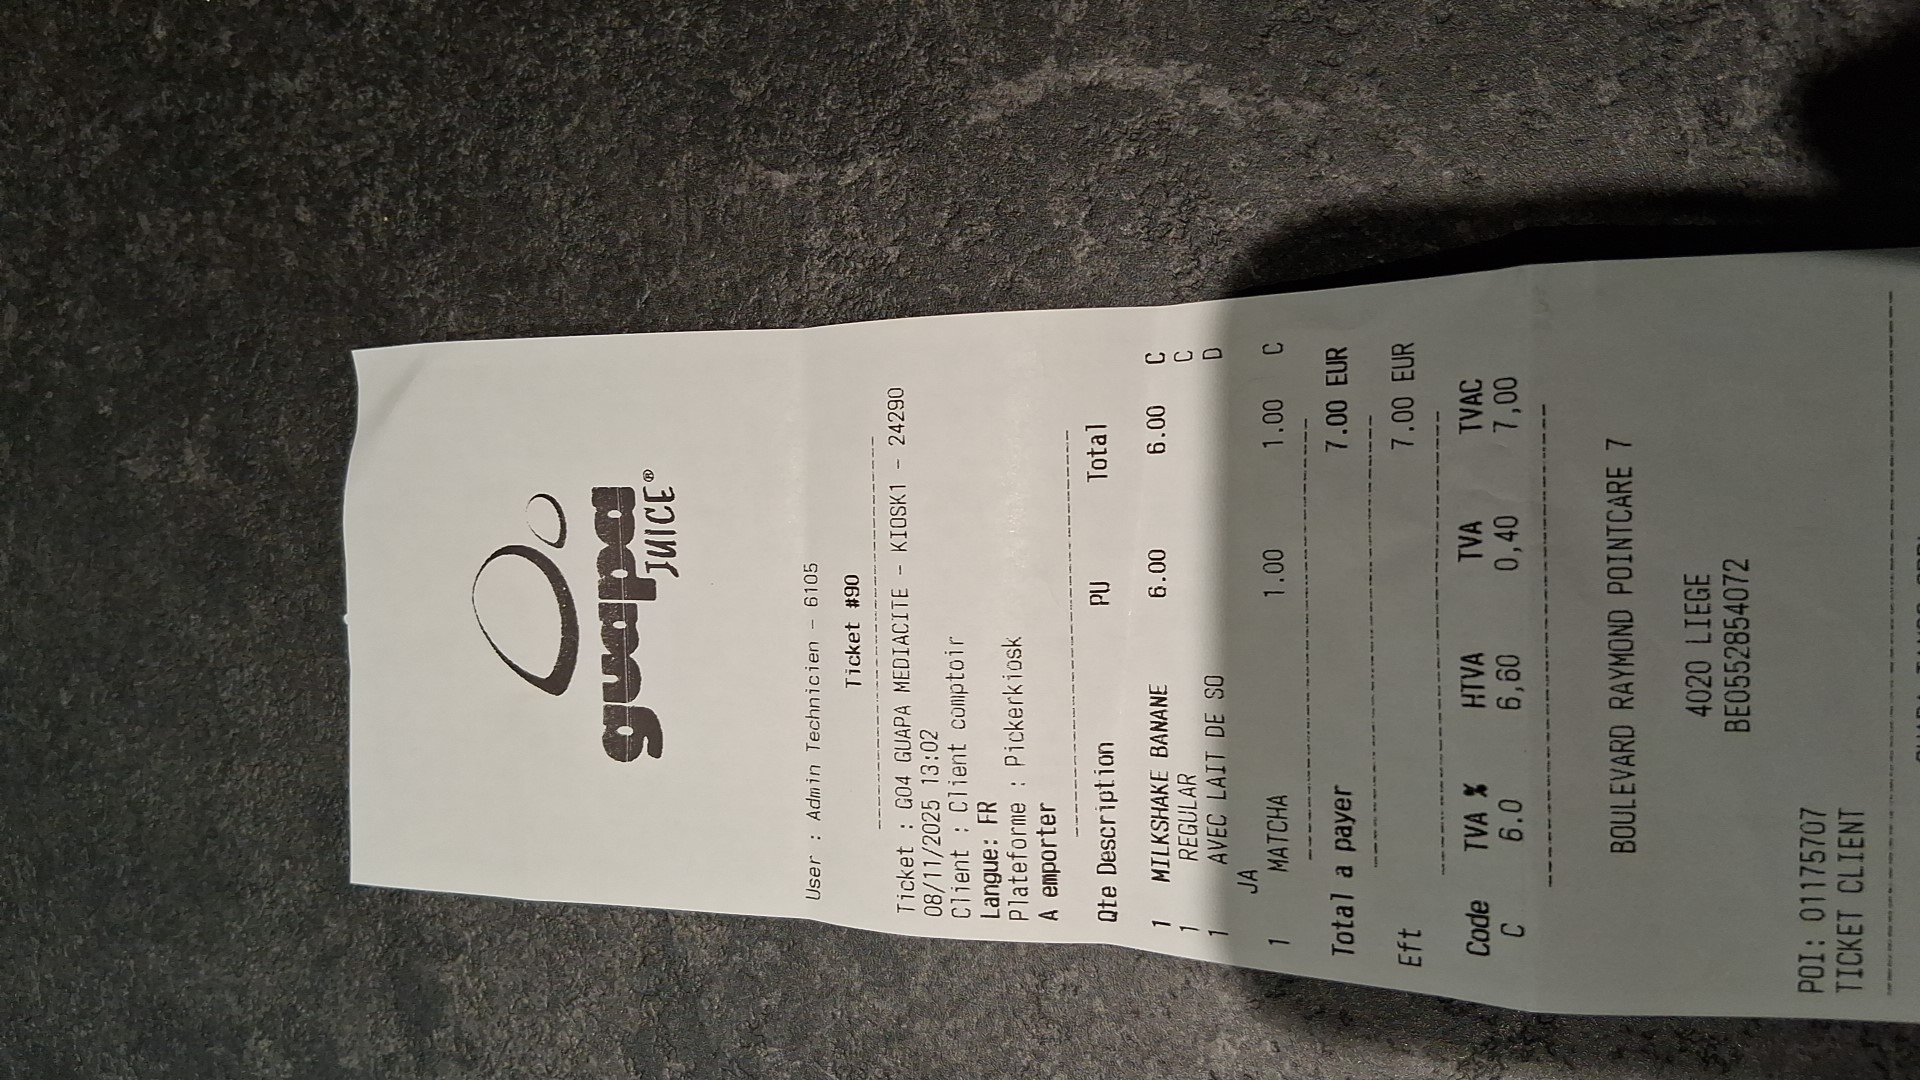 guapa
JUICE®
User : Admin Technicien - 6105
Ticket #90
Ticket : G04 GUAPA MEDIACITE - KIOSK1 - 24290
08/11/2025 13:02
Client : Client comptoir
Langue: FR
Plateforme : Pickerkiosk
A emporter
Qte Description PU Total
1 MILKSHAKE BANANE 6.00 6.00 C
1 REGULAR C
1 AVEC LAIT DE SO D
JA
1 MATCHA 1.00 1.00 C
Total a payer 7.00 EUR
Eft 7.00 EUR
Code TVA % HTVA TVA TVAC
C 6.0 6,60 0,40 7,00
BOULEVARD RAYMOND POINTCARE 7
4020 LIEGE
BE0552854072
POI: 01175707
TICKET CLIENT